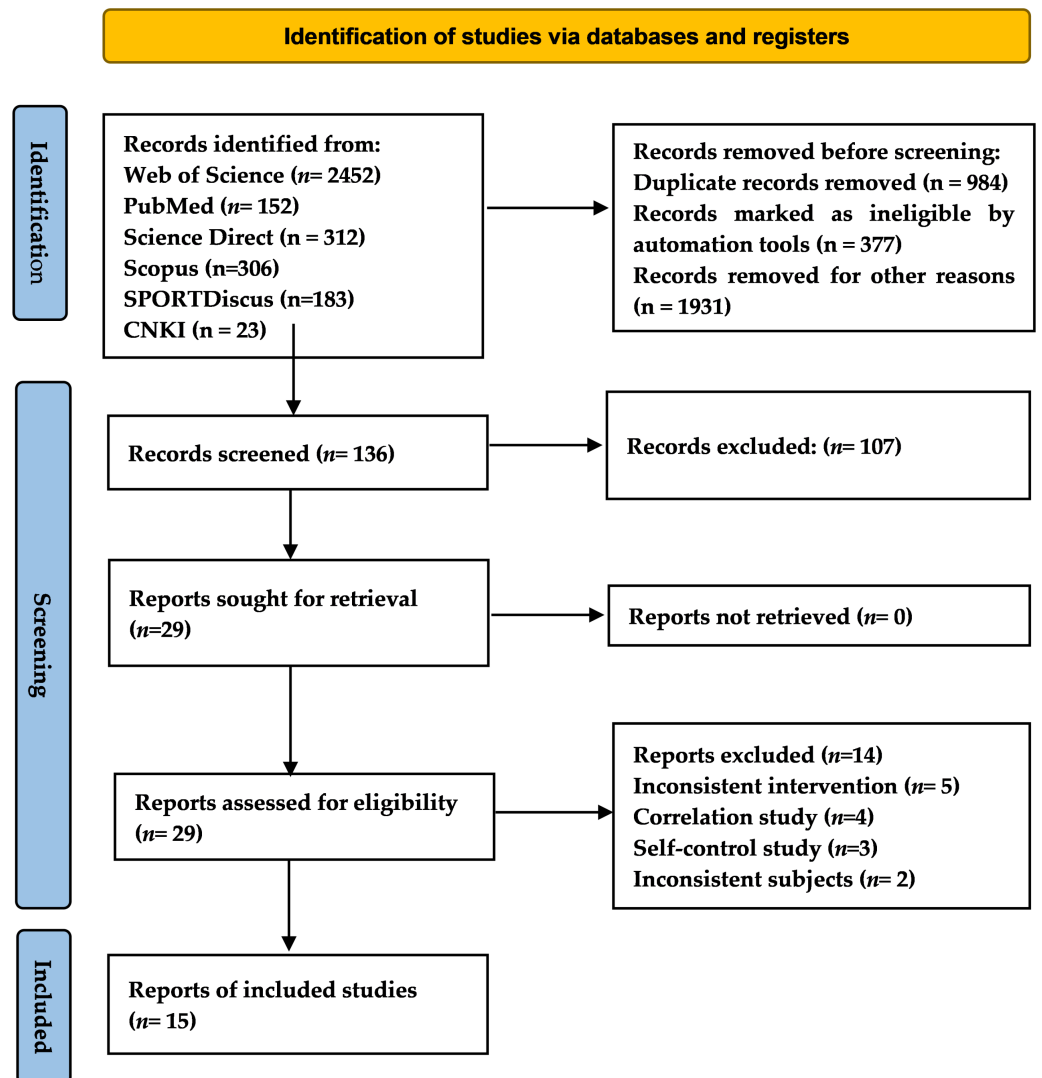 Identification of studies via databases and registers
Identification
Records identified from:
Web of Science (n= 2452)
PubMed (n= 152)
Science Direct (n = 312)
Scopus (n=306)
SPORTDiscus (n=183)
CNKI (n = 23)
Records removed before screening:
Duplicate records removed (n = 984)
Records marked as ineligible by
automation tools (n = 377)
Records removed for other reasons
(n = 1931)
Screening
Records screened (n= 136)
Records excluded: (n= 107)
Reports sought for retrieval
(n=29)
Reports not retrieved (n= 0)
Reports assessed for eligibility
(n= 29)
Reports excluded (n=14)
Inconsistent intervention (n= 5)
Correlation study (n=4)
Self-control study (n=3)
Inconsistent subjects (n= 2)
Included
Reports of included studies
(n= 15)